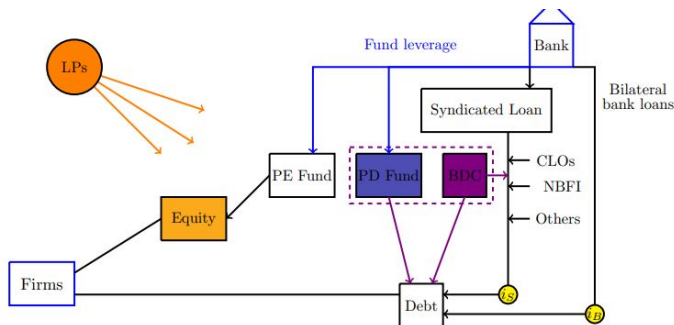 Fund leverage
Bank
LPs
Bilateral
bank loans
Syndicated Loan
CLOs
PE Fund
PD Fund
BDC
NBFI
Equity
Others
Firms
Debt
iS
iB